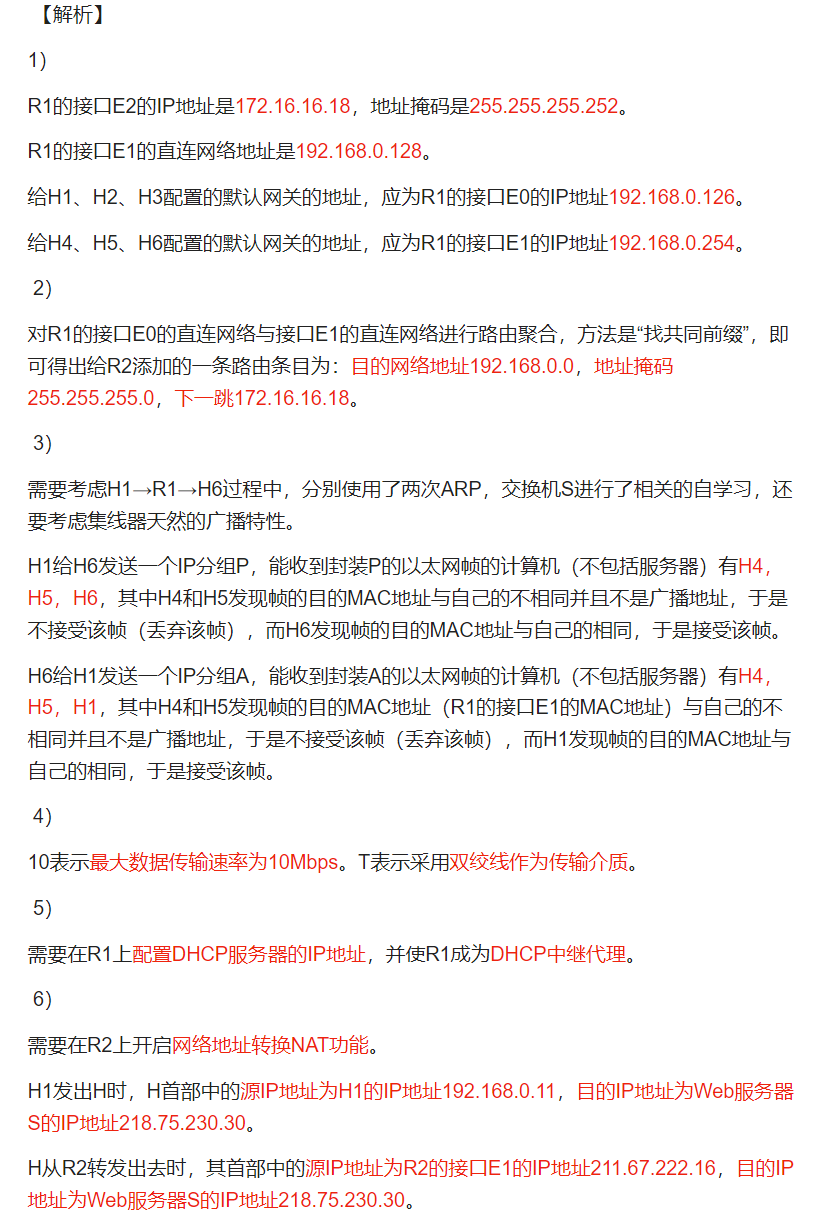 【解析】
1）
R1的接口E2的IP地址是172.16.16.18，地址掩码是255.255.255.252。
R1的接口E1的直连网络地址是192.168.0.128。
给H1、H2、H3配置的默认网关的地址，应为R1的接口E0的IP地址192.168.0.126。
给H4、H5、H6配置的默认网关的地址，应为R1的接口E1的IP地址192.168.0.254。
2）
对R1的接口E0的直连网络与接口E1的直连网络进行路由聚合，方法是“找共同前缀”，即
可得出给R2添加的一条路由条目为：目的网络地址192.168.0.0，地址掩码
255.255.255.0，下一跳172.16.16.18。
3）
需要考虑H1→R1→H6过程中，分别使用了两次ARP，交换机S进行了相关的自学习，还
要考虑集线器天然的广播特性。
H1给H6发送一个IP分组P，能收到封装P的以太网帧的计算机（不包括服务器）有H4，
H5，H6，其中H4和H5发现帧的目的MAC地址与自己的不相同并且不是广播地址，于是
不接受该帧（丢弃该帧），而H6发现帧的目的MAC地址与自己的相同，于是接受该帧。
H6给H1发送一个IP分组A，能收到封装A的以太网帧的计算机（不包括服务器）有H4，
H5，H1，其中H4和H5发现帧的目的MAC地址（R1的接口E1的MAC地址）与自己的不
相同并且不是广播地址，于是不接受该帧（丢弃该帧），而H1发现帧的目的MAC地址与
自己的相同，于是接受该帧。
4）
10表示最大数据传输速率为10Mbps。T表示采用双绞线作为传输介质。
5）
需要在R1上配置DHCP服务器的IP地址，并使R1成为DHCP中继代理。
6）
需要在R2上开启网络地址转换NAT功能。
H1发出H时，H首部中的源IP地址为H1的IP地址192.168.0.11，目的IP地址为Web服务器
S的IP地址218.75.230.30。
H从R2转发出去时，其首部中的源IP地址为R2的接口E1的IP地址211.67.222.16，目的IP
地址为Web服务器S的IP地址218.75.230.30。